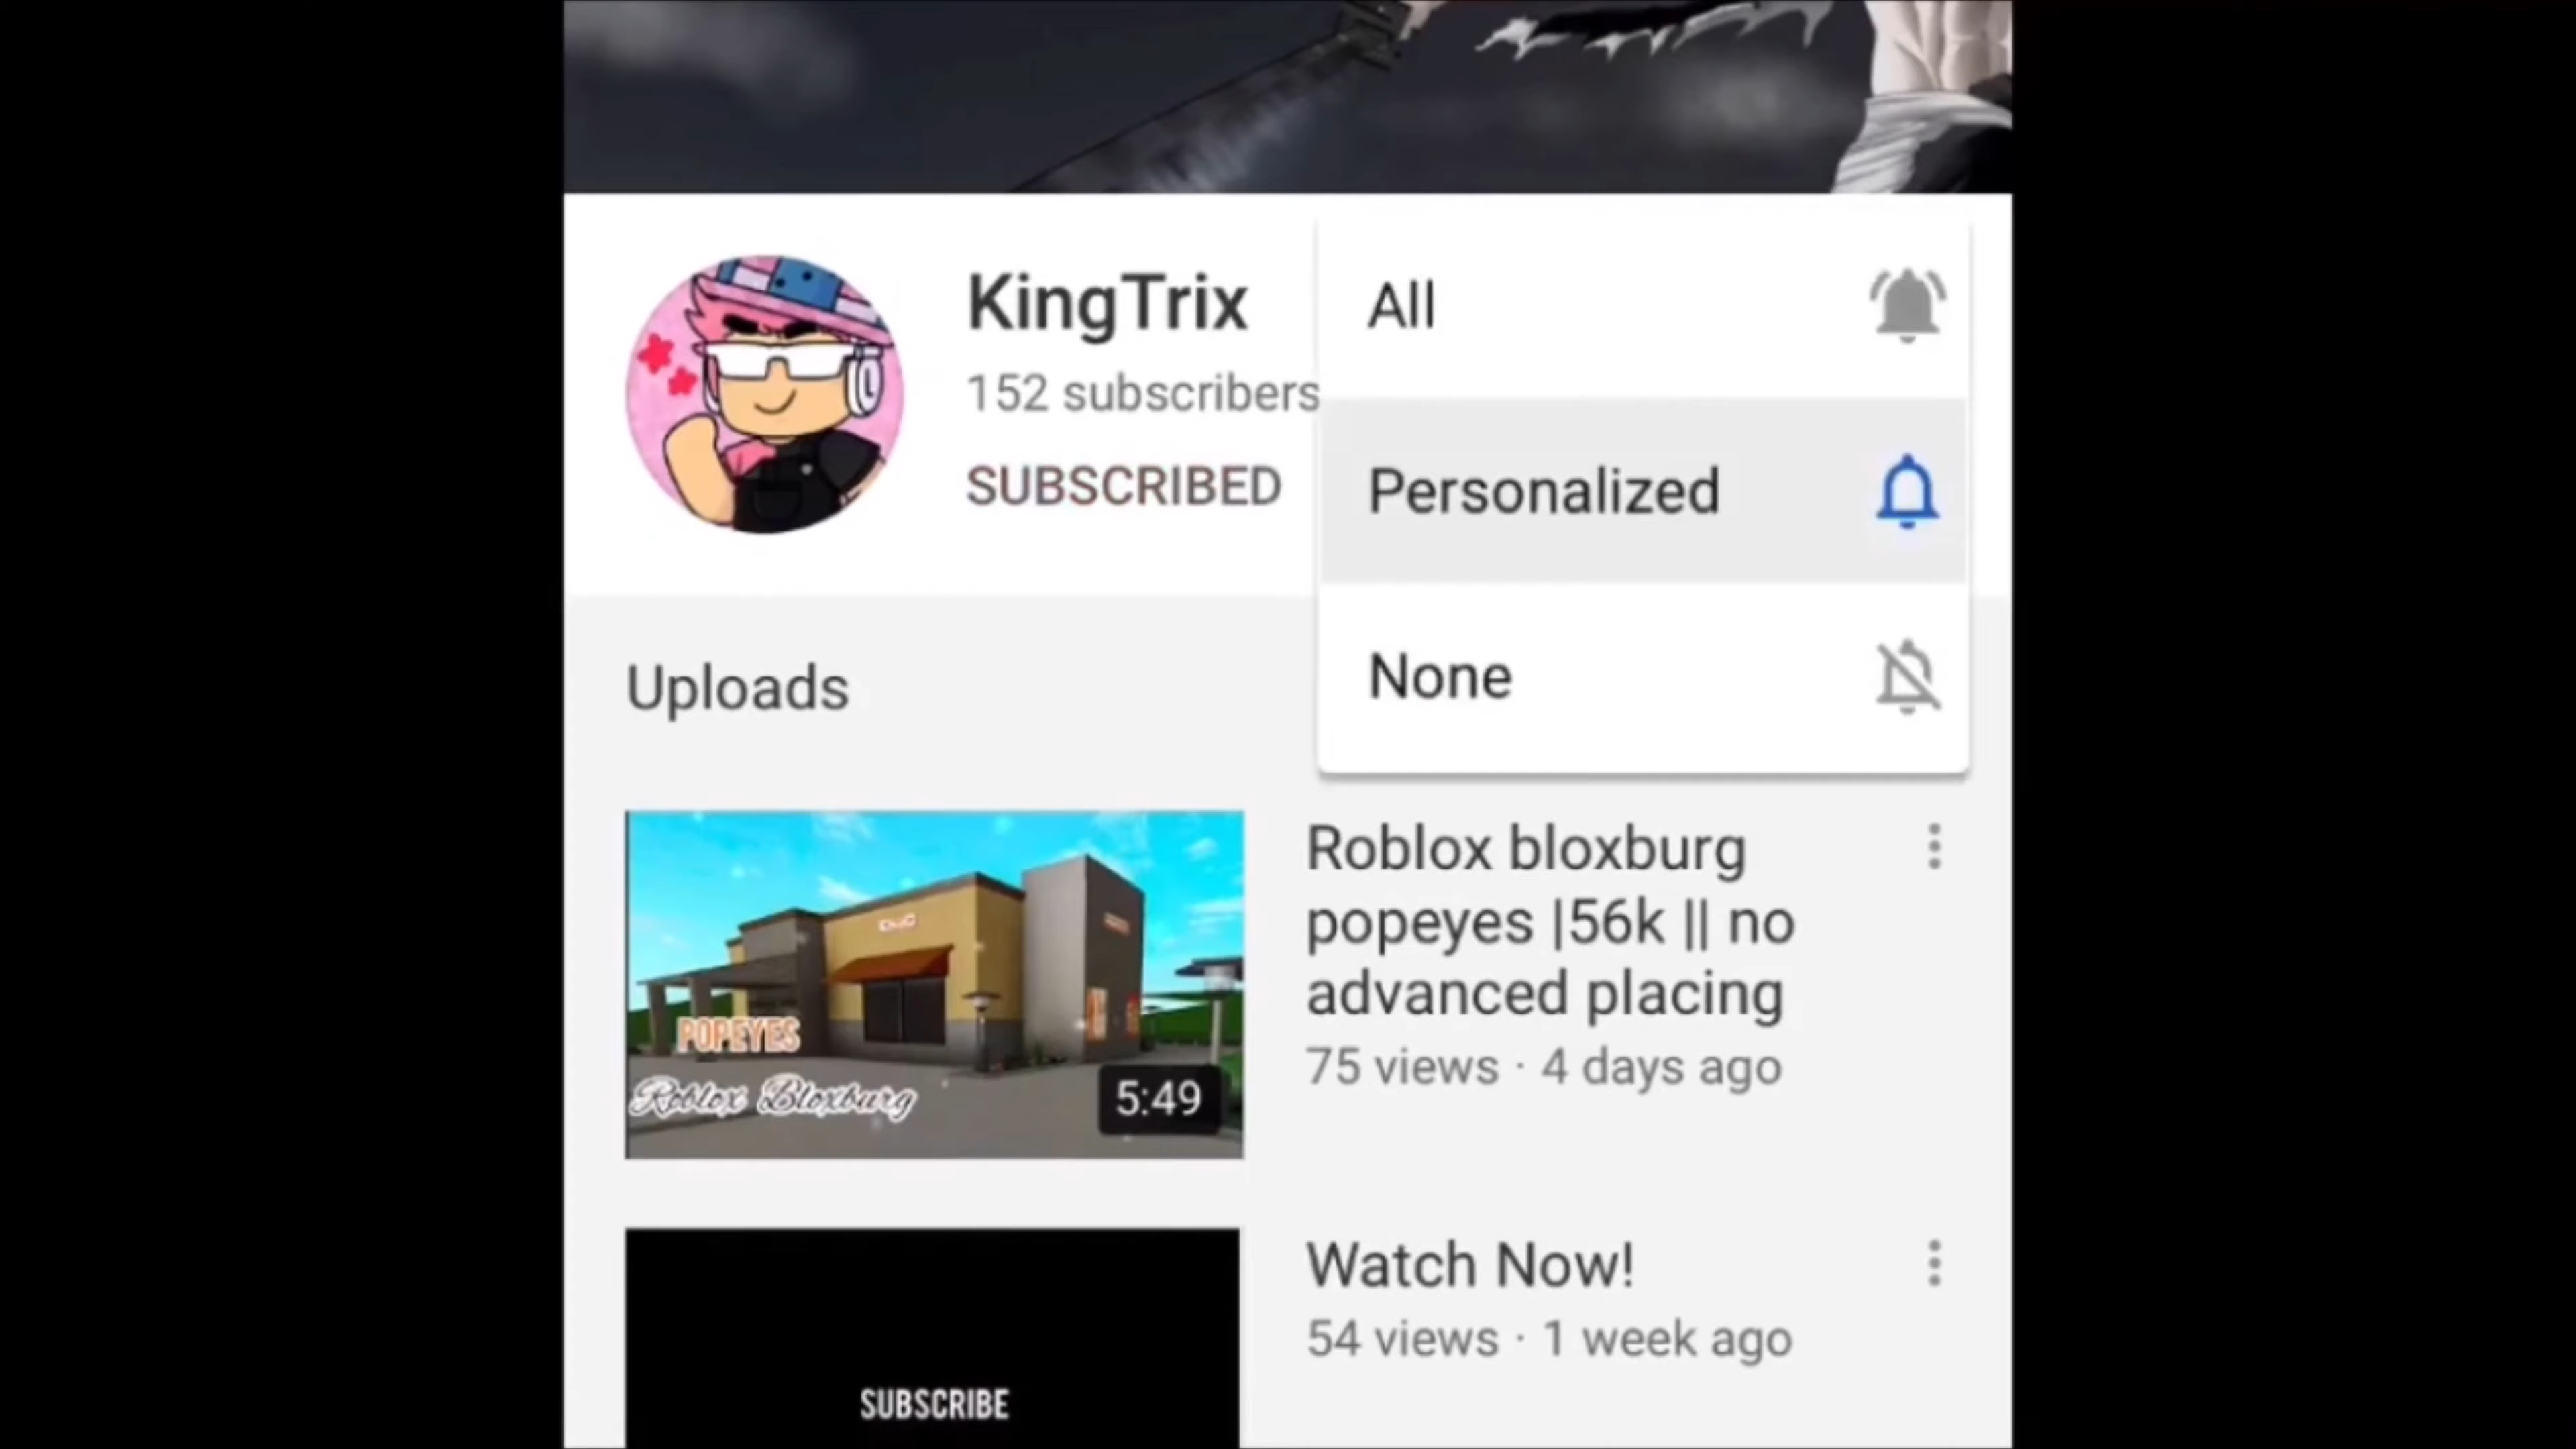 KingTrix
152 subscribers
SUBSCRIBED
All
Personalized
None
Uploads
POPEYES
Roblox Bloxburg
5:49
Roblox bloxburg
popeyes |56k || no
advanced placing
75 views · 4 days ago
SUBSCRIBE
Watch Now!
54 views · 1 week ago